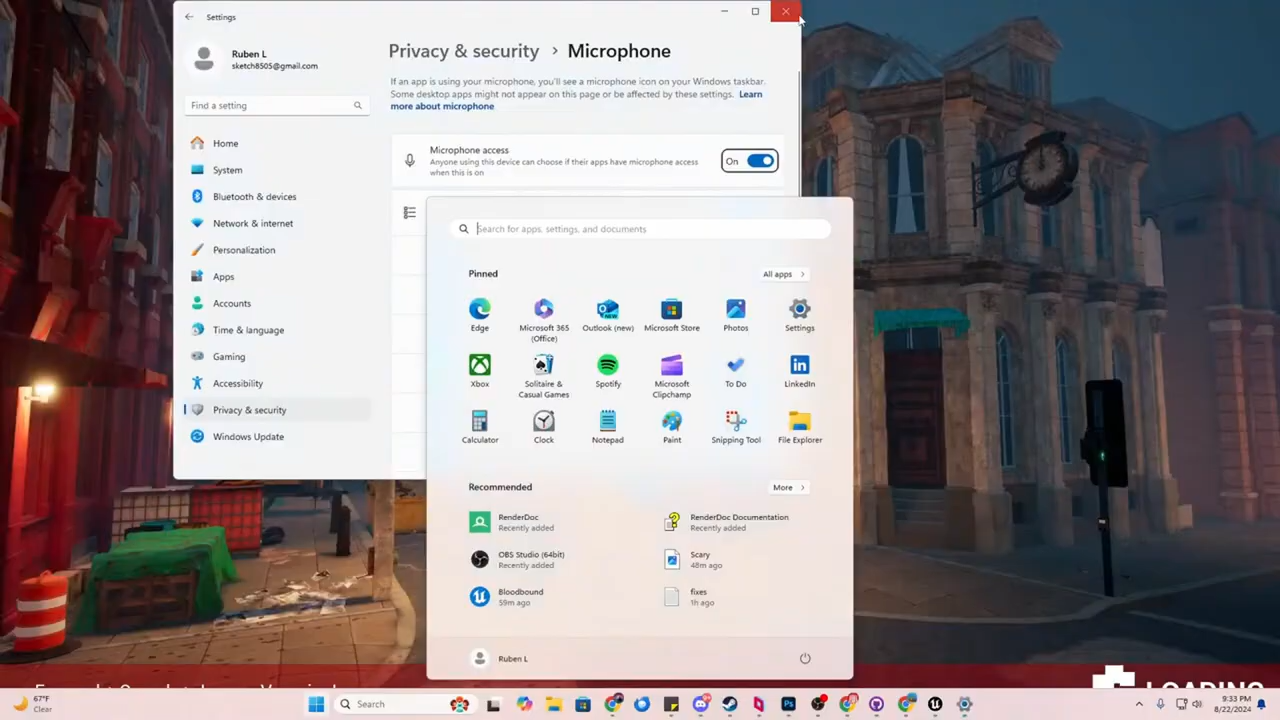 Settings
Ruben L
sketch8505@gmail.com
Find a setting
Home
System
Bluetooth & devices
Network & internet
Personalization
Apps
Accounts
Time & language
Gaming
Accessibility
Privacy & security
Windows Update
Privacy & security > Microphone
If an app is using your microphone, you'll see a microphone icon on your Windows taskbar.
Some desktop apps might not appear on this page or be affected by these settings. Learn
more about microphone
Microphone access
Anyone using this device can choose if their apps have microphone access
when this is on
On
Search for apps, settings, and documents
Pinned
All apps >
Edge
Microsoft 365
(Office)
Outlook (new)
Microsoft Store
Photos
Settings
Xbox
Solitaire &
Casual Games
Spotify
Microsoft
Clipchamp
To Do
LinkedIn
Calculator
Clock
Notepad
Paint
Snipping Tool
File Explorer
Recommended
More >
RenderDoc
Recently added
RenderDoc Documentation
Recently added
OBS Studio (64bit)
Recently added
Scary
48m ago
Bloodbound
59m ago
fixes
1h ago
Ruben L
LOADING
67°F
Clear
Search
9:33 PM
8/22/2024